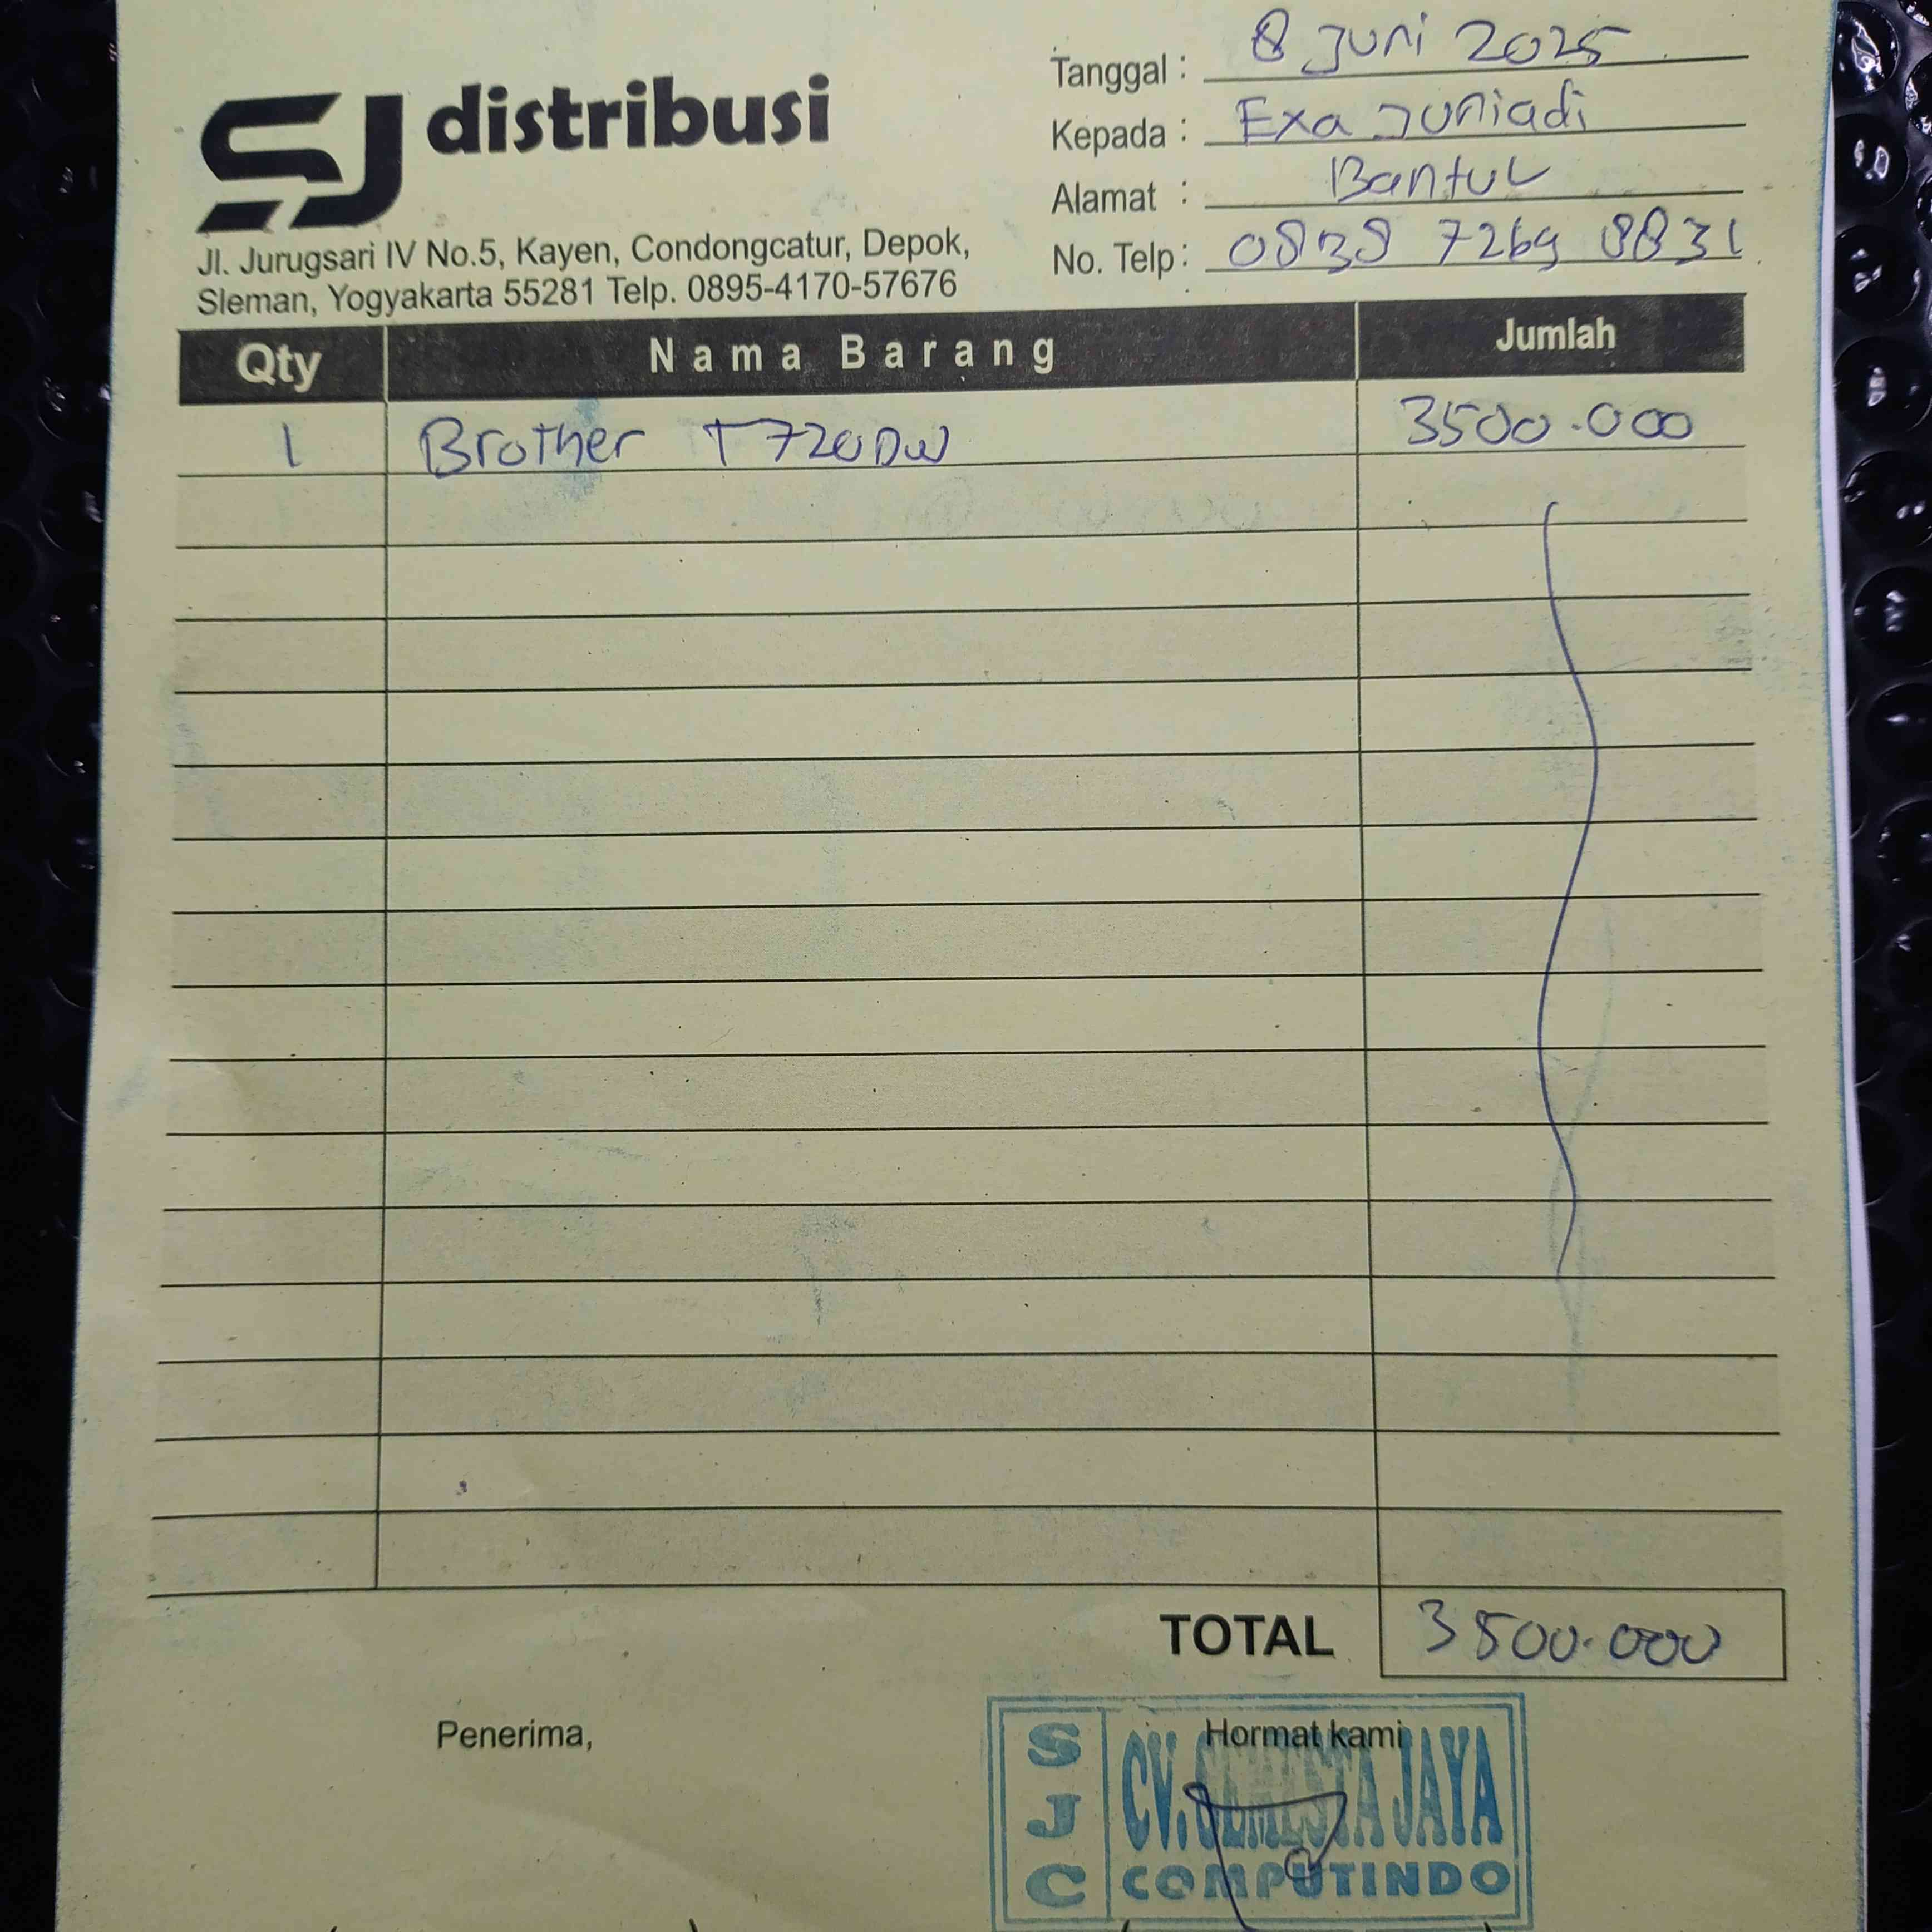 SJ distribusi
Jl. Jurugsari IV No.5, Kayen, Condongcatur, Depok,
Sleman, Yogyakarta 55281 Telp. 0895-4170-57676
Tanggal : 8 Juni 2025
Kepada : Exa Juniadi
Alamat : Bantul
No. Telp : 0838 7269 8831
Qty Nama Barang Jumlah
1 Brother T720DW 3500.000
TOTAL 3500.000
Penerima, Hormat kami
SJC CV. SEMESTA JAYA
COMPUTINDO